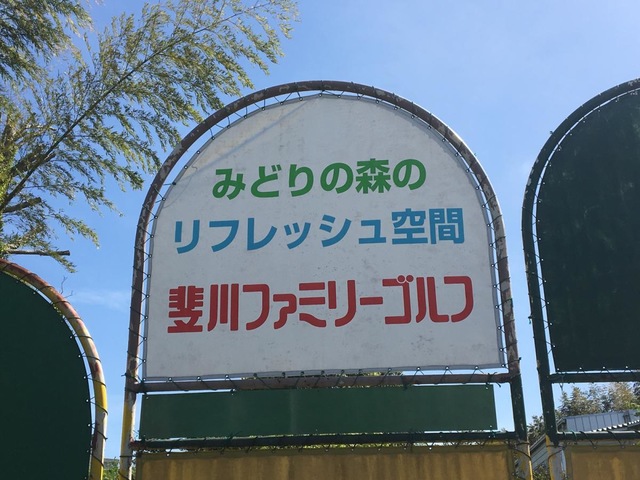 みどりの森の
リフレッシュ空間
斐川ファミリーゴルフ